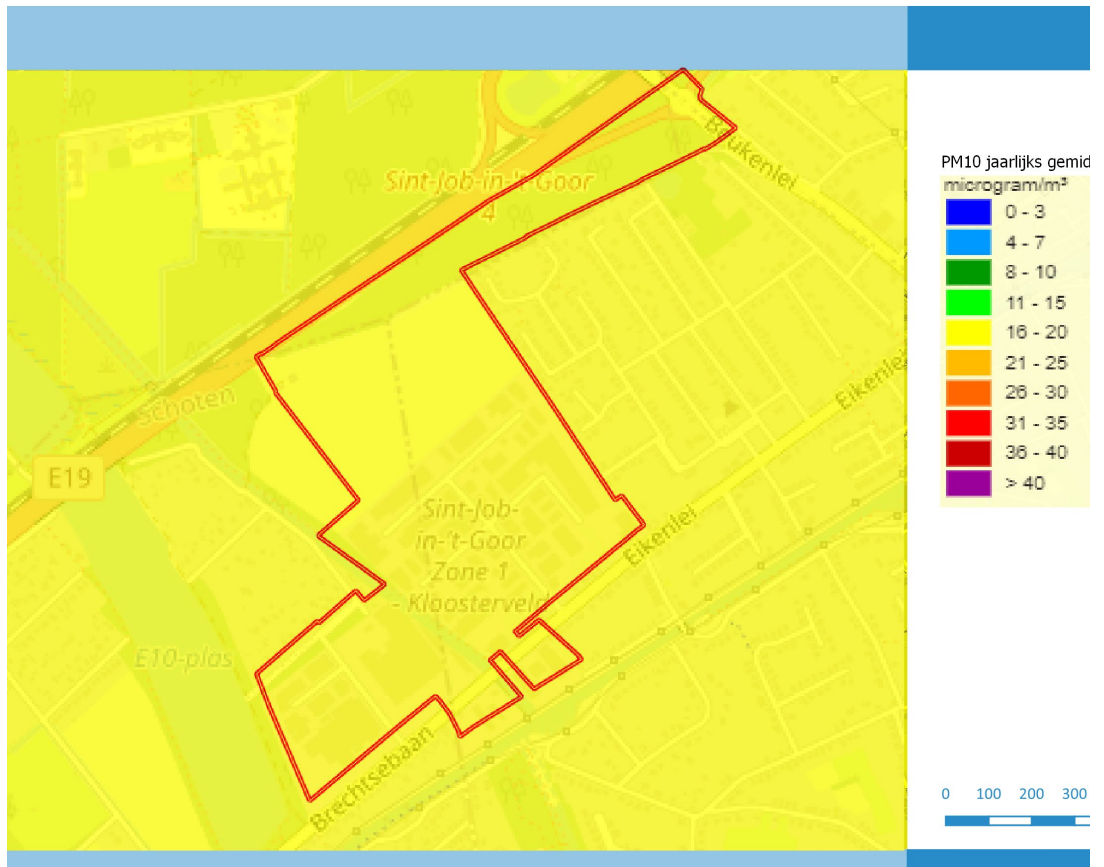 Beukenlei
Sint-Job-in-'t-Goor
4
Schoten
E19
Eikenlei
Sint-Job-
in-'t-Goor
Zone 1
- Kloosterveld
Eikenlei
E10-plas
Brechtsebaan
PM10 jaarlijks gemid
microgram/m³
0 - 3
4 - 7
8 - 10
11 - 15
16 - 20
21 - 25
26 - 30
31 - 35
36 - 40
> 40
0 100 200 300